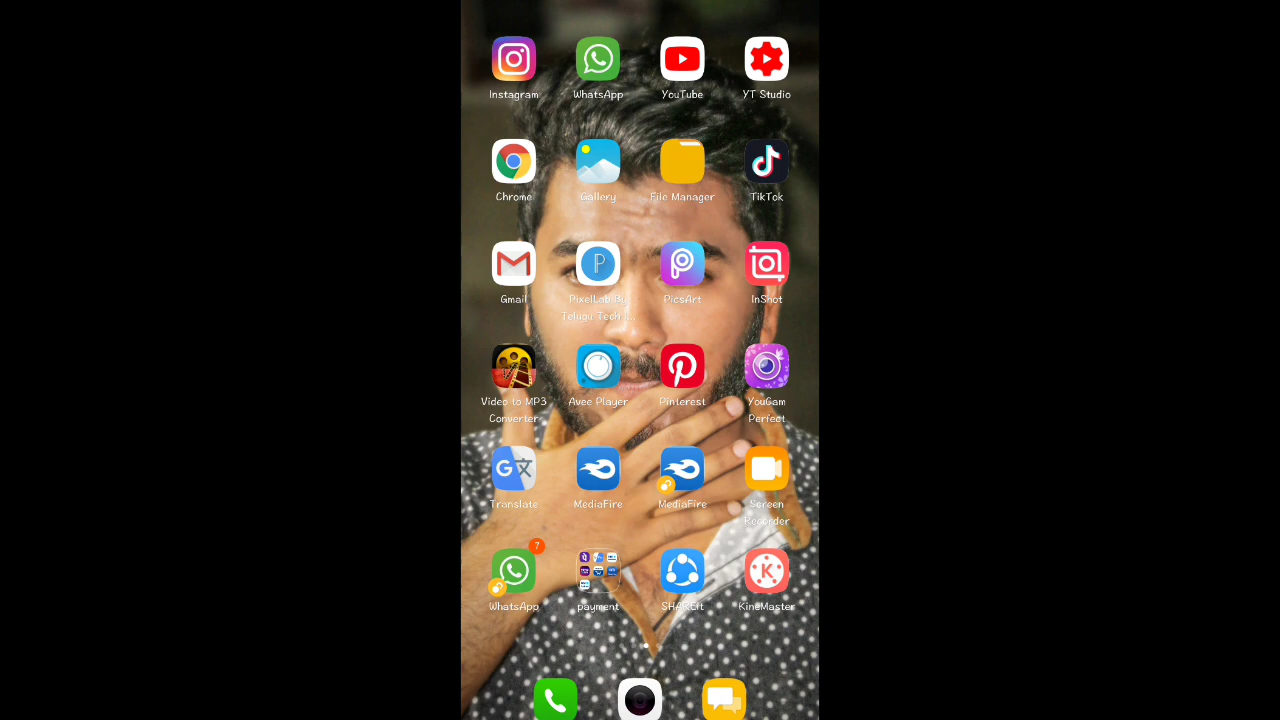 Instagram WhatsApp YouTube YT Studio
Chrome Gallery File Manager TikTok
Gmail PixelLab By PicsArt InShot
Telugu Tech I...
Video to MP3 Avee Player Pinterest YouCam
Converter Perfect
Translate MediaFire MediaFire Screen
Recorder
7
WhatsApp payment SHAREit KineMaster